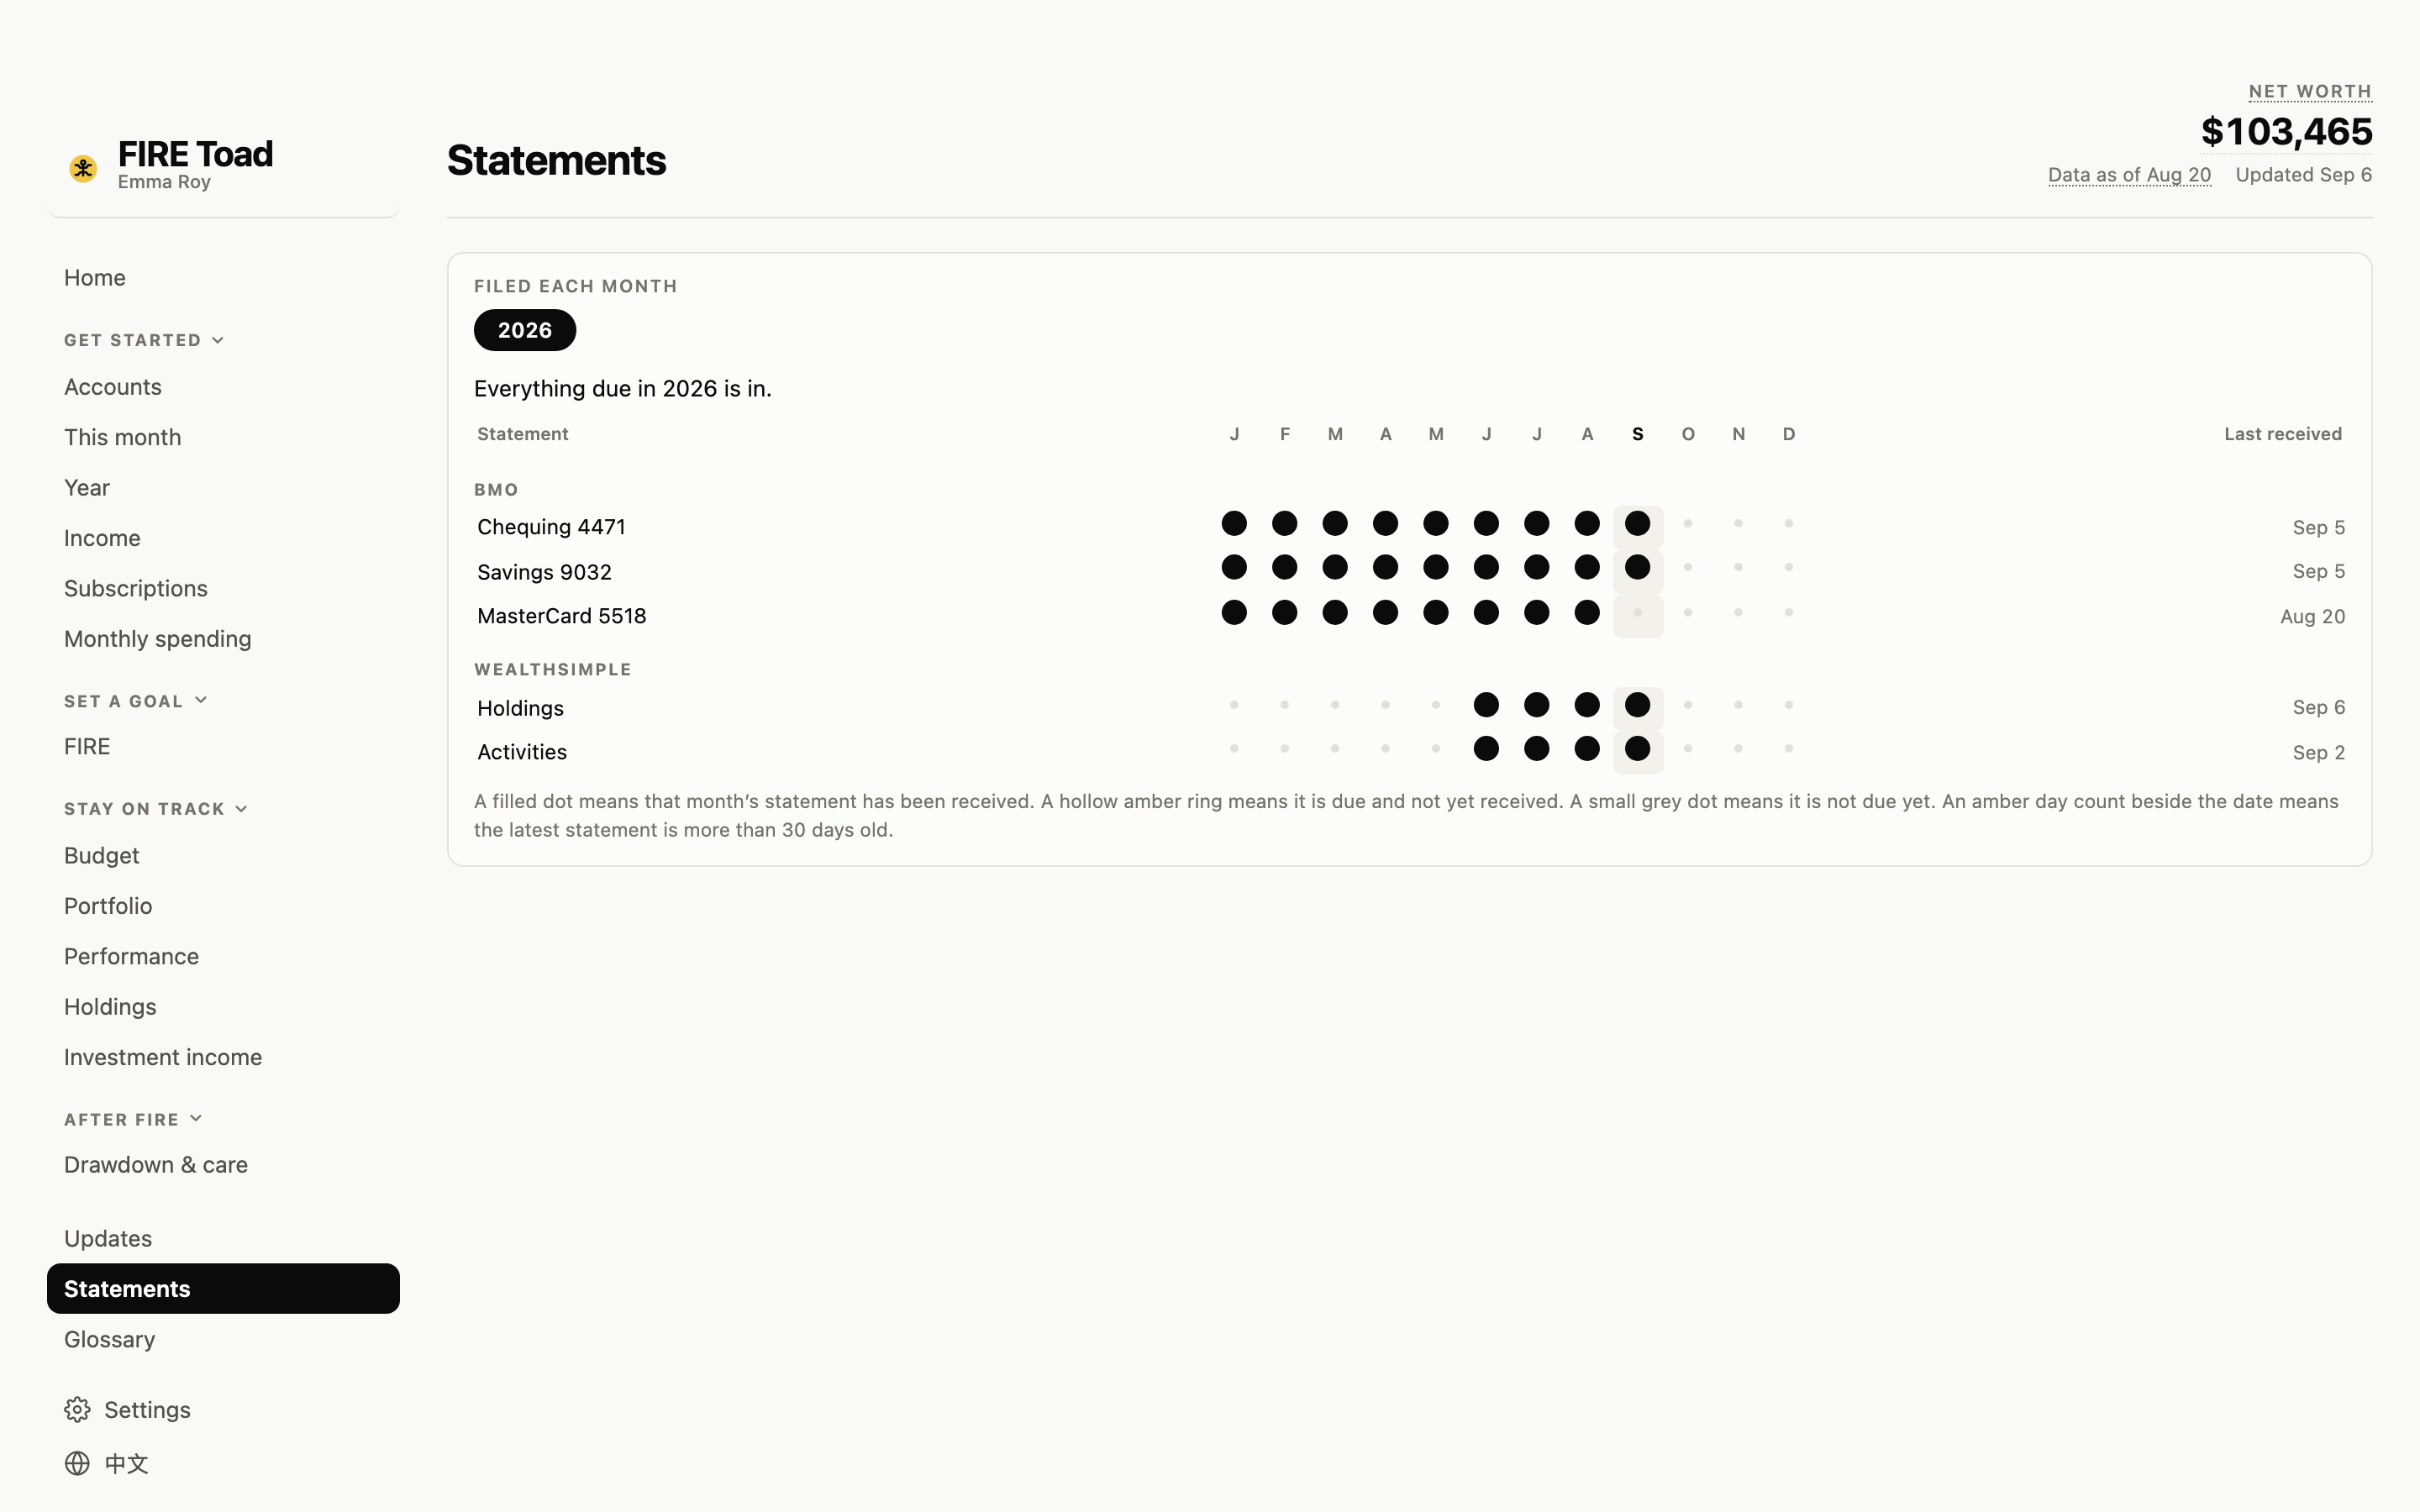 FIRE Toad
Emma Roy
Home
GET STARTED
Accounts
This month
Year
Income
Subscriptions
Monthly spending
SET A GOAL
FIRE
STAY ON TRACK
Budget
Portfolio
Performance
Holdings
Investment income
AFTER FIRE
Drawdown & care
Updates
Statements
Glossary
Settings
中文
Statements
NET WORTH
$103,465
Data as of Aug 20 Updated Sep 6
FILED EACH MONTH
2026
Everything due in 2026 is in.
Statement J F M A M J J A S O N D Last received
BMO
Chequing 4471 Sep 5
Savings 9032 Sep 5
MasterCard 5518 Aug 20
WEALTHSIMPLE
Holdings Sep 6
Activities Sep 2
A filled dot means that month’s statement has been received. A hollow amber ring means it is due and not yet received. A small grey dot means it is not due yet. An amber day count beside the date means
the latest statement is more than 30 days old.